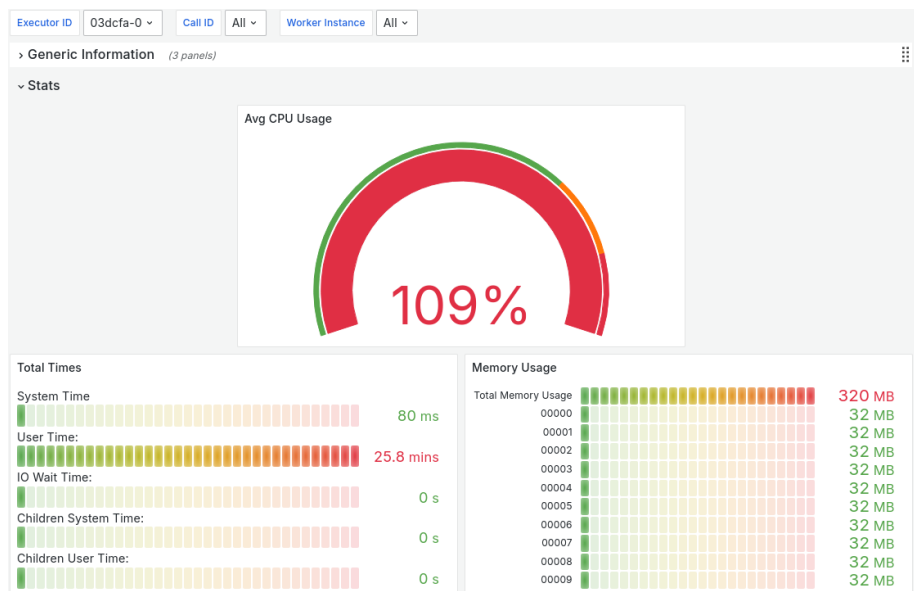 Executor ID 03dcfa-0 Call ID All Worker Instance All
Generic Information (3 panels)
Stats
Avg CPU Usage
109%
Total Times
System Time
80 ms
User Time:
25.8 mins
IO Wait Time:
0 s
Children System Time:
0 s
Children User Time:
0 s
Memory Usage
Total Memory Usage 320 MB
00000 32 MB
00001 32 MB
00002 32 MB
00003 32 MB
00004 32 MB
00005 32 MB
00006 32 MB
00007 32 MB
00008 32 MB
00009 32 MB